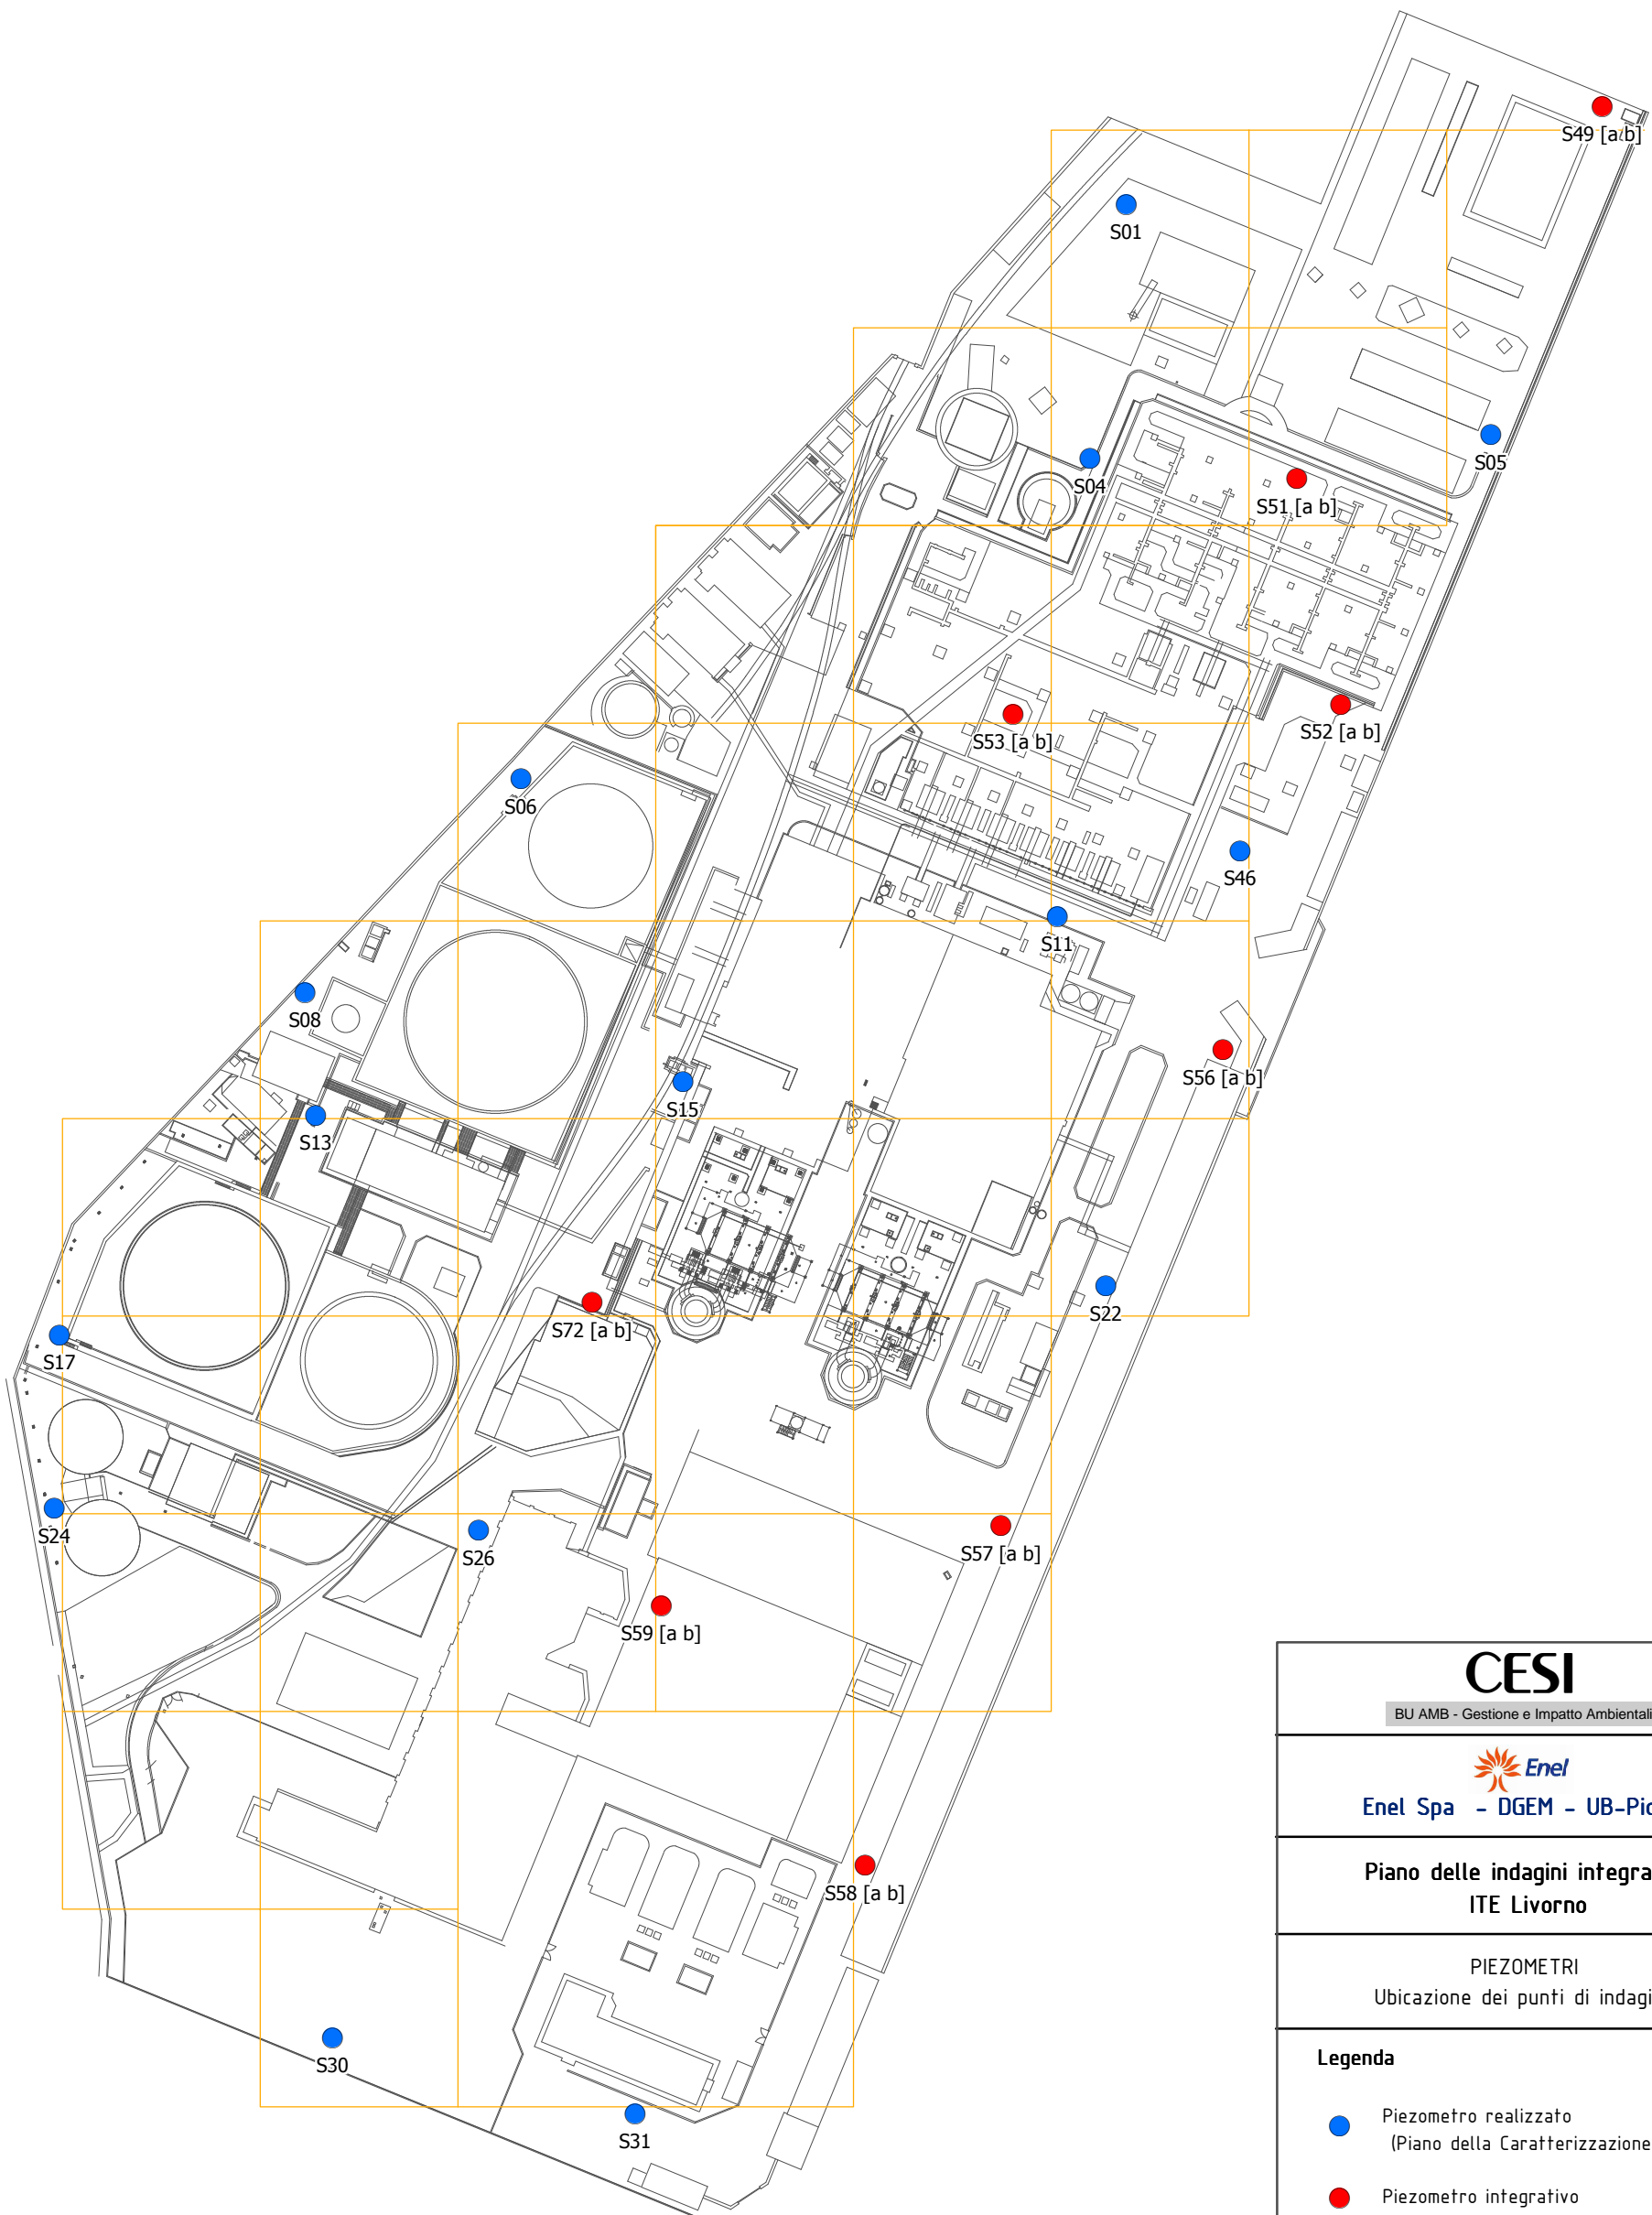 S49 [a b]
S01
S05
S04
S51 [a b]
S53 [a b]
S52 [a b]
S06
S46
S11
S08
S56 [a b]
S15
S13
S22
S72 [a b]
S17
S24
S26
S57 [a b]
S59 [a b]
S58 [a b]
S30
S31
CESI
BU AMB - Gestione e Impatto Ambientali
Enel
Enel Spa - DGEM - UB-Pic
Piano delle indagini integra
ITE Livorno
PIEZOMETRI
Ubicazione dei punti di indagi
Legenda
Piezometro realizzato
(Piano della Caratterizzazione
Piezometro integrativo